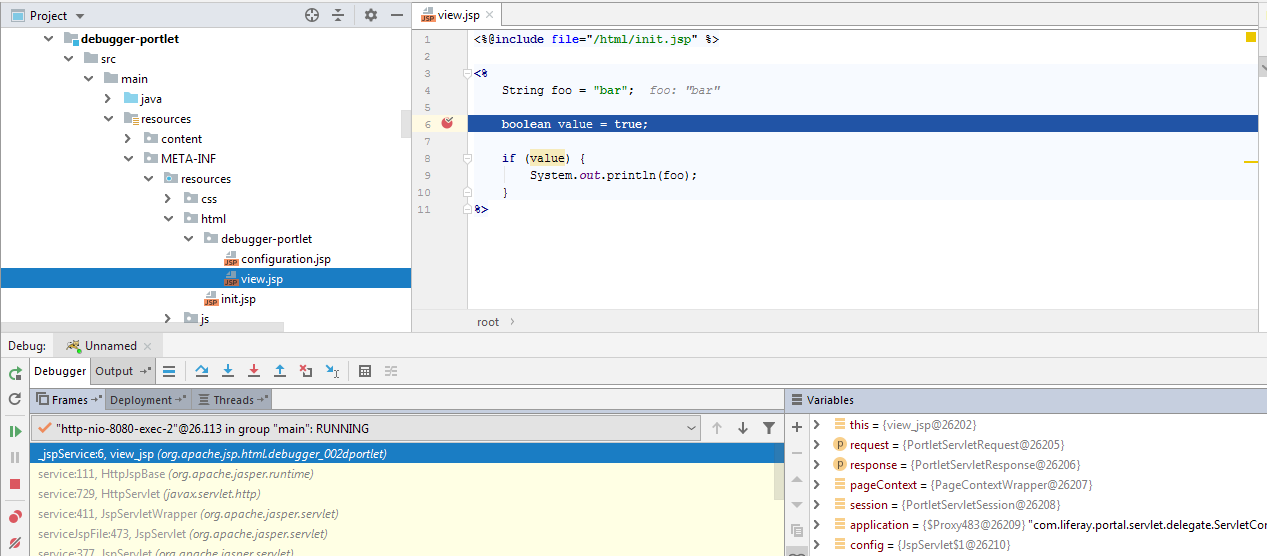 Project
debugger-portlet
src
main
java
resources
content
META-INF
resources
css
html
debugger-portlet
configuration.jsp
view.jsp
init.jsp
js
view.jsp
1 <%@include file="/html/init.jsp" %>
2
3 <%
4 String foo = "bar"; foo: "bar"
5
6 boolean value = true;
7
8 if (value) {
9 System.out.println(foo);
10 }
11 %>
root
Debug: Unnamed
Debugger Output
Frames Deployment Threads
"http-nio-8080-exec-2"@26.113 in group "main": RUNNING
_jspService:6, view_jsp (org.apache.jsp.html.debugger_002dportlet)
service:111, HttpJspBase (org.apache.jasper.runtime)
service:729, HttpServlet (javax.servlet.http)
service:411, JspServletWrapper (org.apache.jasper.servlet)
serviceJspFile:473, JspServlet (org.apache.jasper.servlet)
service:377, JspServlet (org.apache.jasper.servlet)
Variables
this = {view_jsp@26202}
request = {PortletServletRequest@26205}
response = {PortletServletResponse@26206}
pageContext = {PageContextWrapper@26207}
session = {PortletServletSession@26208}
application = {$Proxy483@26209} "com.liferay.portal.servlet.delegate.ServletCon
config = {JspServlet$1@26210}